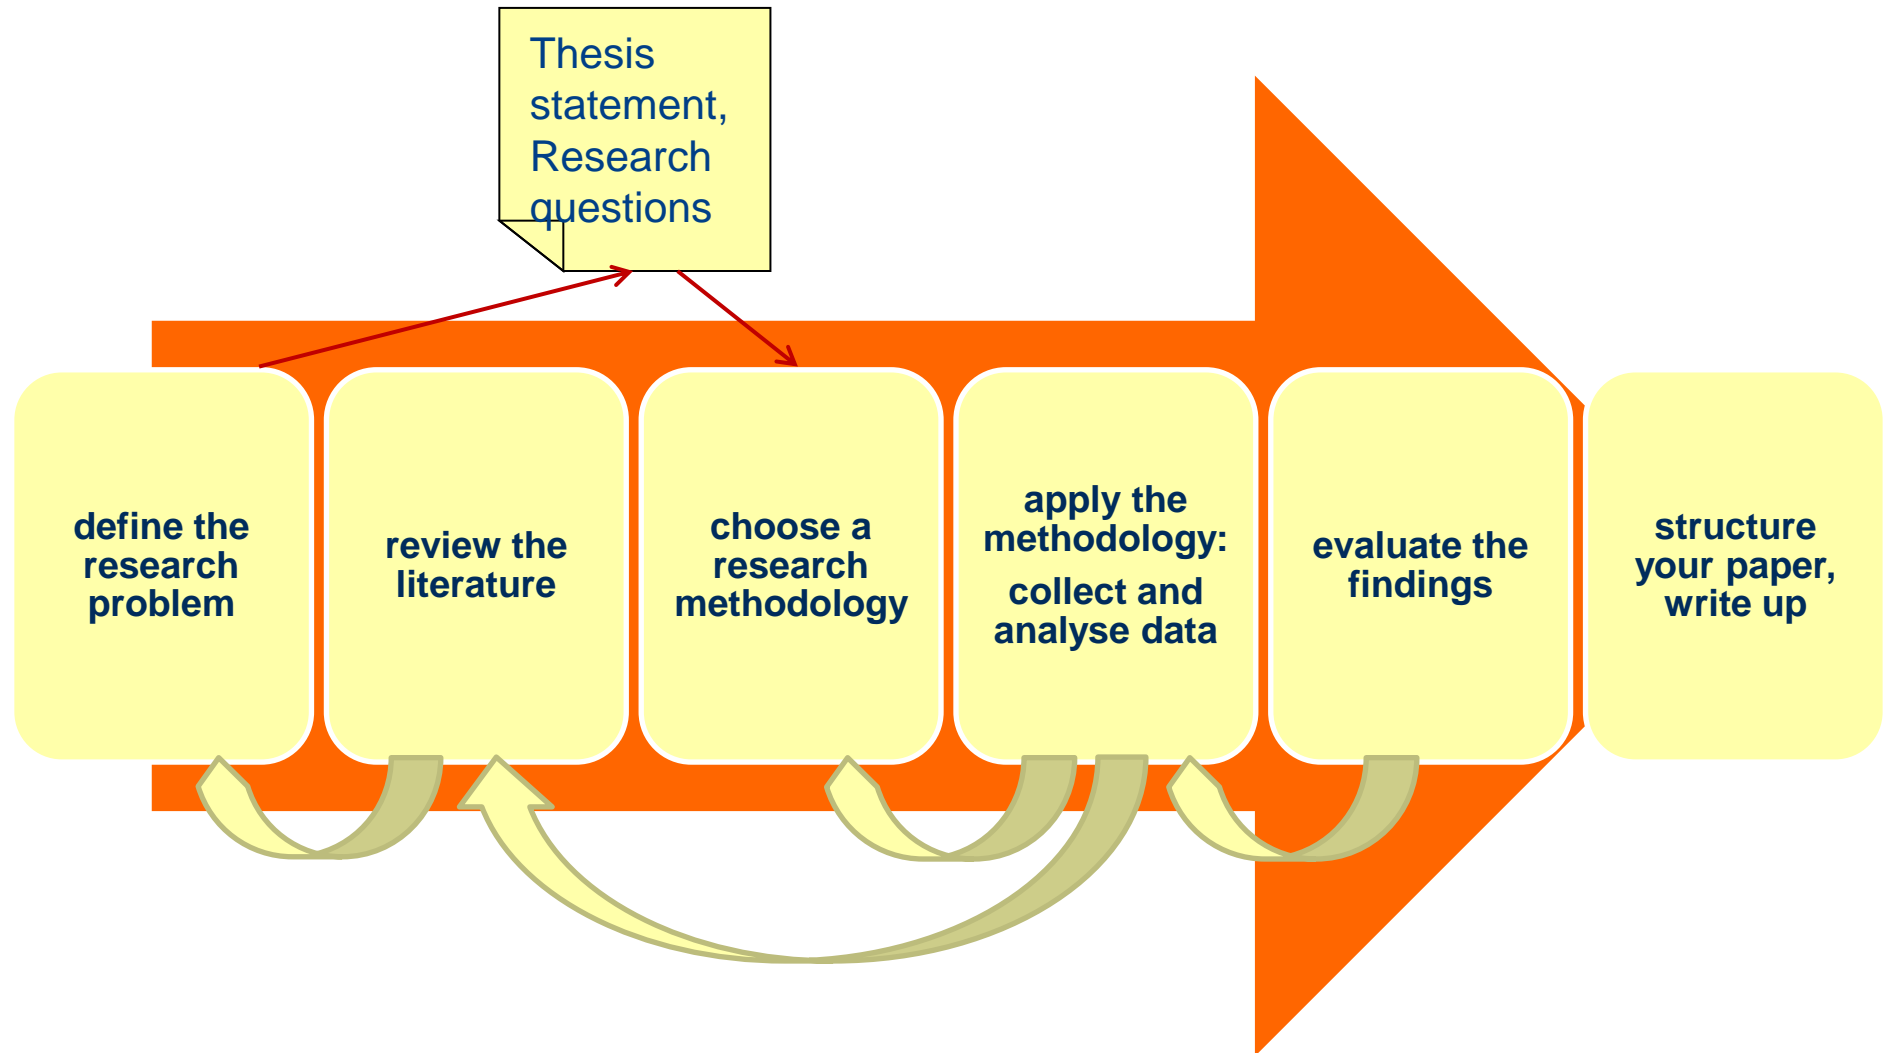 Thesis
statement,
Research
questions
define the
research
problem
review the
literature
choose a
research
methodology
apply the
methodology:
collect and
analyse data
evaluate the
findings
structure
your paper,
write up